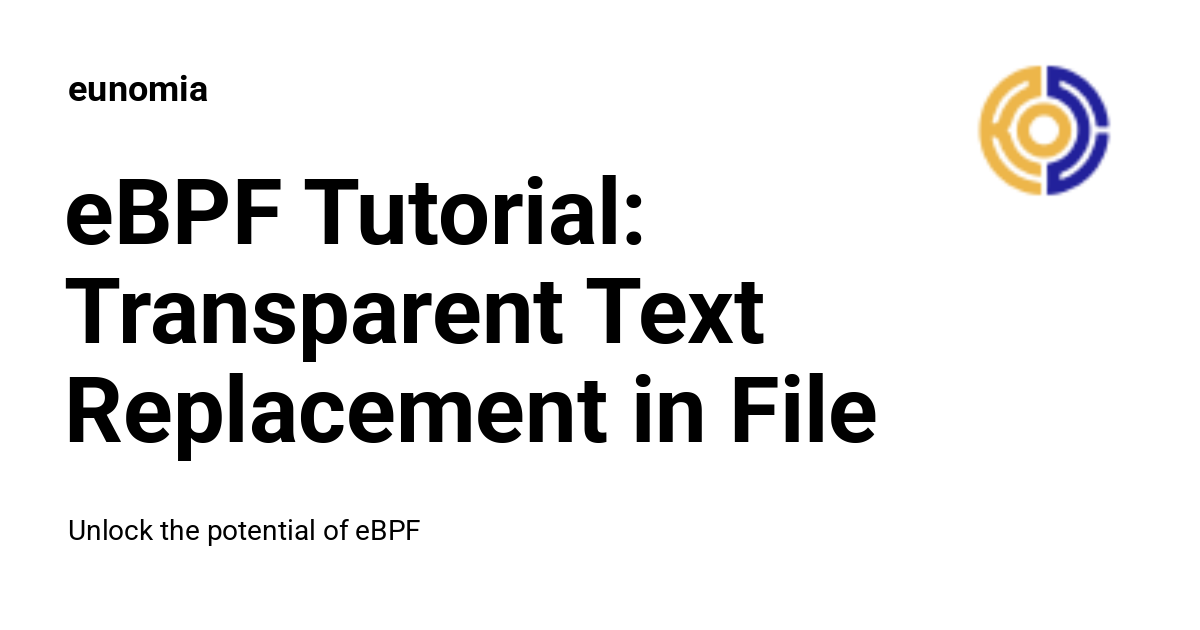 eunomia
eBPF Tutorial:
Transparent Text
Replacement in File
Unlock the potential of eBPF